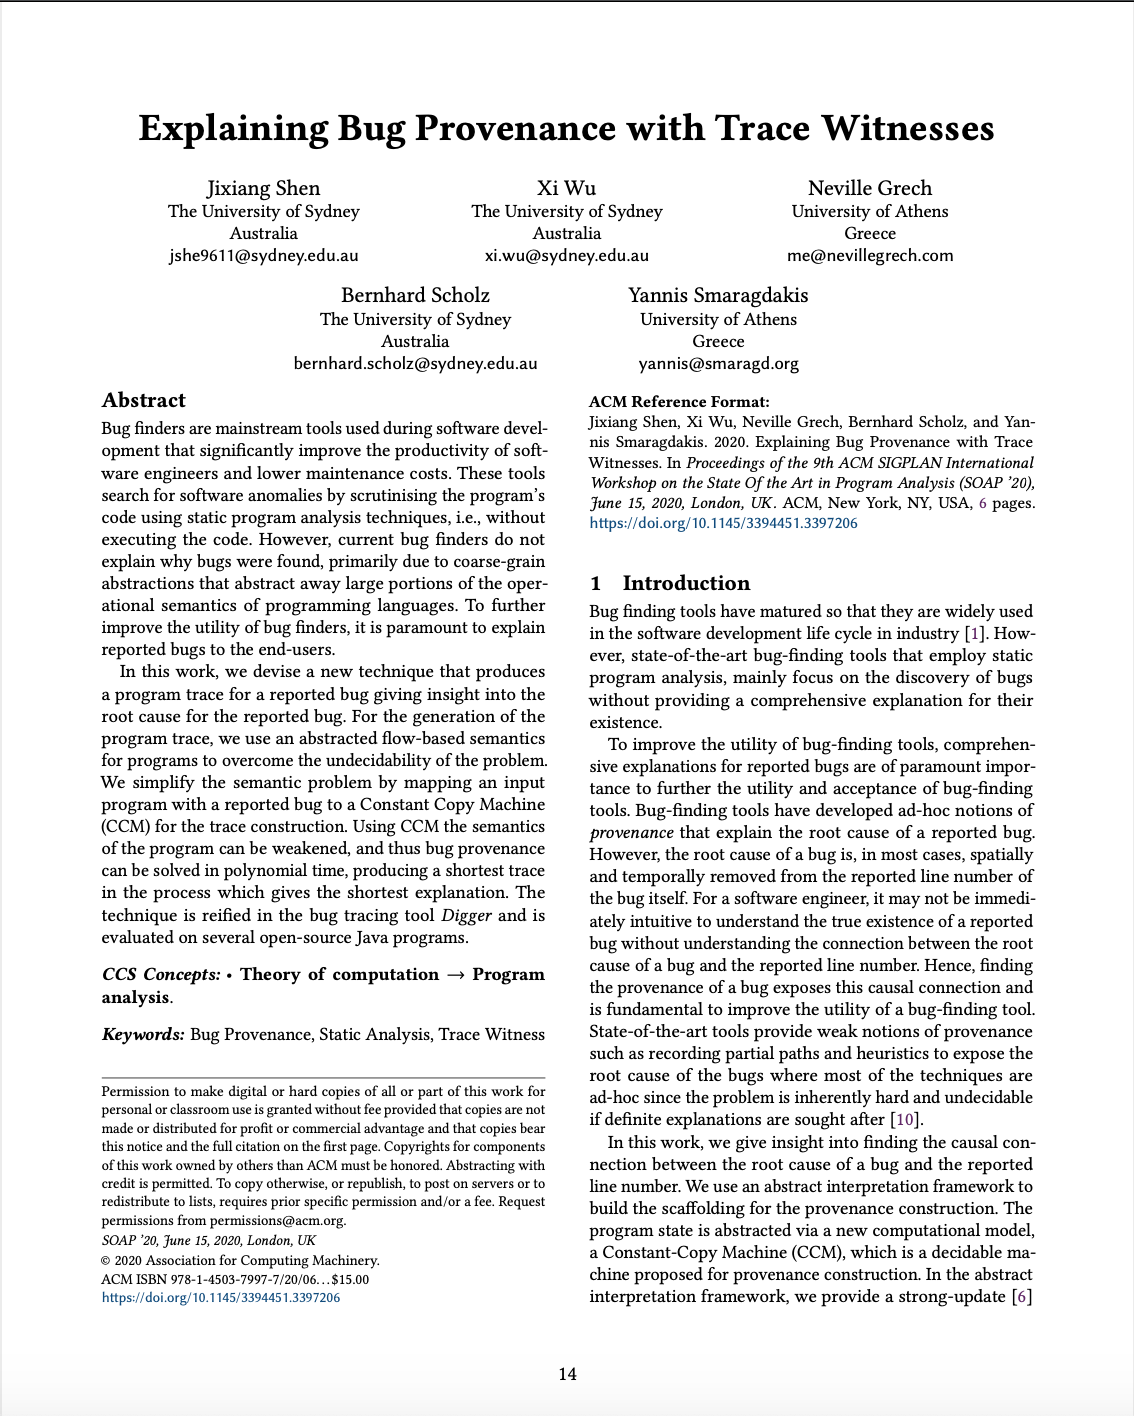 Explaining Bug Provenance with Trace Witnesses
Jixiang Shen
The University of Sydney
Australia
jshe9611@sydney.edu.au
Xi Wu
The University of Sydney
Australia
xi.wu@sydney.edu.au
Neville Grech
University of Athens
Greece
me@nevillegrech.com
Bernhard Scholz
The University of Sydney
Australia
bernhard.scholz@sydney.edu.au
Yannis Smaragdakis
University of Athens
Greece
yannis@smaragd.org
Abstract
Bug finders are mainstream tools used during software devel-
opment that significantly improve the productivity of soft-
ware engineers and lower maintenance costs. These tools
search for software anomalies by scrutinising the program's
code using static program analysis techniques, i.e., without
executing the code. However, current bug finders do not
explain why bugs were found, primarily due to coarse-grain
abstractions that abstract away large portions of the oper-
ational semantics of programming languages. To further
improve the utility of bug finders, it is paramount to explain
reported bugs to the end-users.
In this work, we devise a new technique that produces
a program trace for a reported bug giving insight into the
root cause for the reported bug. For the generation of the
program trace, we use an abstracted flow-based semantics
for programs to overcome the undecidability of the problem.
We simplify the semantic problem by mapping an input
program with a reported bug to a Constant Copy Machine
(CCM) for the trace construction. Using CCM the semantics
of the program can be weakened, and thus bug provenance
can be solved in polynomial time, producing a shortest trace
in the process which gives the shortest explanation. The
technique is reified in the bug tracing tool Digger and is
evaluated on several open-source Java programs.
CCS Concepts: • Theory of computation → Program
analysis.
Keywords: Bug Provenance, Static Analysis, Trace Witness
Permission to make digital or hard copies of all or part of this work for
personal or classroom use is granted without fee provided that copies are not
made or distributed for profit or commercial advantage and that copies bear
this notice and the full citation on the first page. Copyrights for components
of this work owned by others than ACM must be honored. Abstracting with
credit is permitted. To copy otherwise, or republish, to post on servers or to
redistribute to lists, requires prior specific permission and/or a fee. Request
permissions from permissions@acm.org.
SOAP '20, June 15, 2020, London, UK
© 2020 Association for Computing Machinery.
ACM ISBN 978-1-4503-7997-7/20/06...$15.00
https://doi.org/10.1145/3394451.3397206
ACM Reference Format:
Jixiang Shen, Xi Wu, Neville Grech, Bernhard Scholz, and Yan-
nis Smaragdakis. 2020. Explaining Bug Provenance with Trace
Witnesses. In Proceedings of the 9th ACM SIGPLAN International
Workshop on the State Of the Art in Program Analysis (SOAP '20),
June 15, 2020, London, UK. ACM, New York, NY, USA, 6 pages.
https://doi.org/10.1145/3394451.3397206
1 Introduction
Bug finding tools have matured so that they are widely used
in the software development life cycle in industry [1]. How-
ever, state-of-the-art bug-finding tools that employ static
program analysis, mainly focus on the discovery of bugs
without providing a comprehensive explanation for their
existence.
To improve the utility of bug-finding tools, comprehen-
sive explanations for reported bugs are of paramount impor-
tance to further the utility and acceptance of bug-finding
tools. Bug-finding tools have developed ad-hoc notions of
provenance that explain the root cause of a reported bug.
However, the root cause of a bug is, in most cases, spatially
and temporally removed from the reported line number of
the bug itself. For a software engineer, it may not be immedi-
ately intuitive to understand the true existence of a reported
bug without understanding the connection between the root
cause of a bug and the reported line number. Hence, finding
the provenance of a bug exposes this causal connection and
is fundamental to improve the utility of a bug-finding tool.
State-of-the-art tools provide weak notions of provenance
such as recording partial paths and heuristics to expose the
root cause of the bugs where most of the techniques are
ad-hoc since the problem is inherently hard and undecidable
if definite explanations are sought after [10].
In this work, we give insight into finding the causal con-
nection between the root cause of a bug and the reported
line number. We use an abstract interpretation framework to
build the scaffolding for the provenance construction. The
program state is abstracted via a new computational model,
a Constant-Copy Machine (CCM), which is a decidable ma-
chine proposed for provenance construction. In the abstract
interpretation framework, we provide a strong-update [6]
14